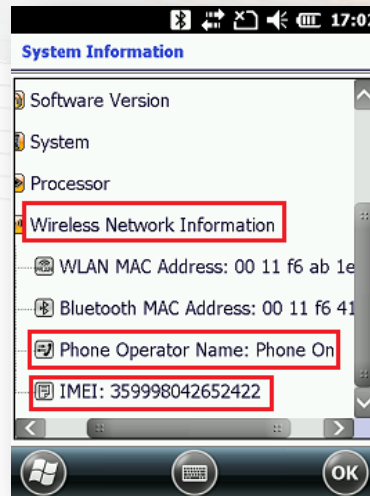 17:02
System Information
Software Version
System
Processor
Wireless Network Information
WLAN MAC Address: 00 11 f6 ab 1e
Bluetooth MAC Address: 00 11 f6 41
Phone Operator Name: Phone On
IMEI: 359998042652422
OK